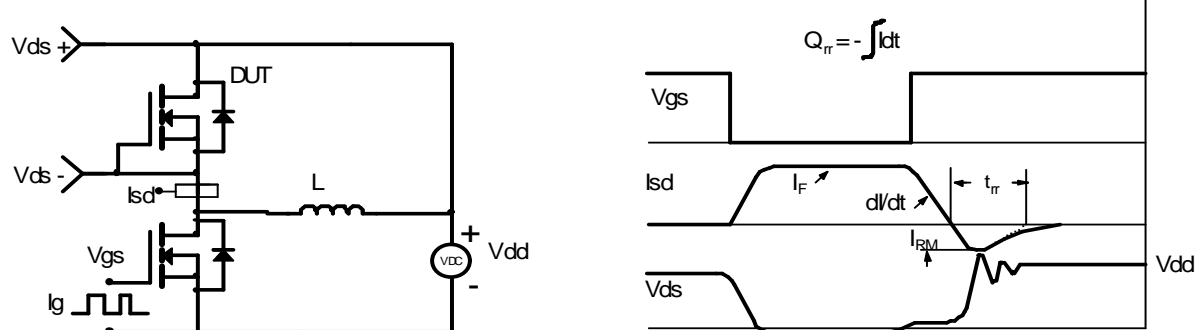 Vds +
DUT
Vds -
Isd
L
Vgs
Ig
+
VDC
-
Vdd
Qrr = - ∫Idt
Vgs
Isd
IF
dI/dt
trr
IRM
Vds
Vdd